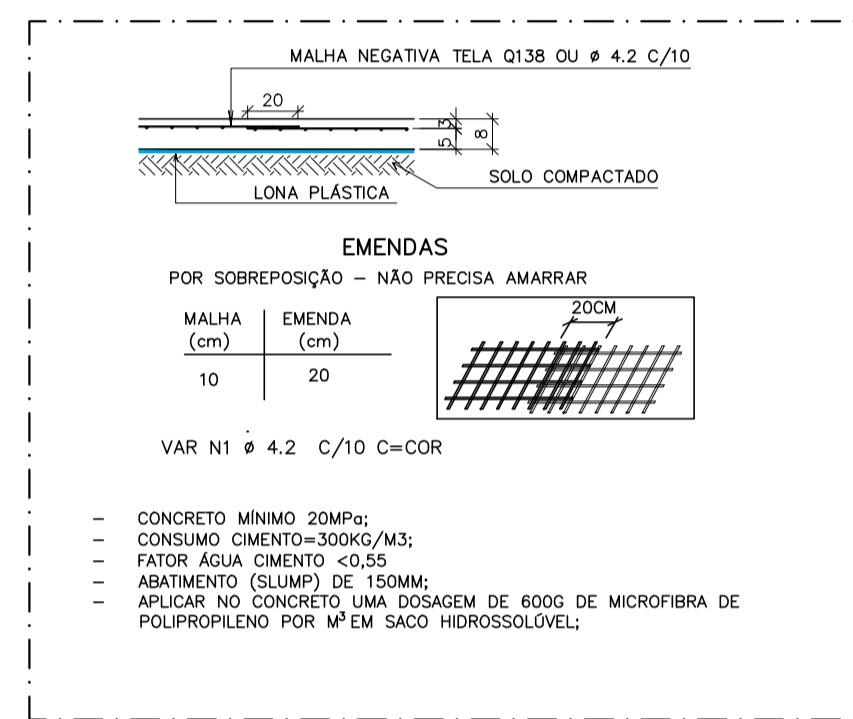 MALHA NEGATIVA TELA Q138 OU ø 4.2 C/10
20
3
5
8
SOLO COMPACTADO
LONA PLÁSTICA
EMENDAS
POR SOBREPOSIÇÃO – NÃO PRECISA AMARRAR
MALHA EMENDA
(cm) (cm)
10 20
20CM
VAR N1 ø 4.2 C/10 C=COR
– CONCRETO MÍNIMO 20MPa;
– CONSUMO CIMENTO=300KG/M3;
– FATOR ÁGUA CIMENTO <0,55
– ABATIMENTO (SLUMP) DE 150MM;
– APLICAR NO CONCRETO UMA DOSAGEM DE 600G DE MICROFIBRA DE
POLIPROPILENO POR M³ EM SACO HIDROSSOLÚVEL;